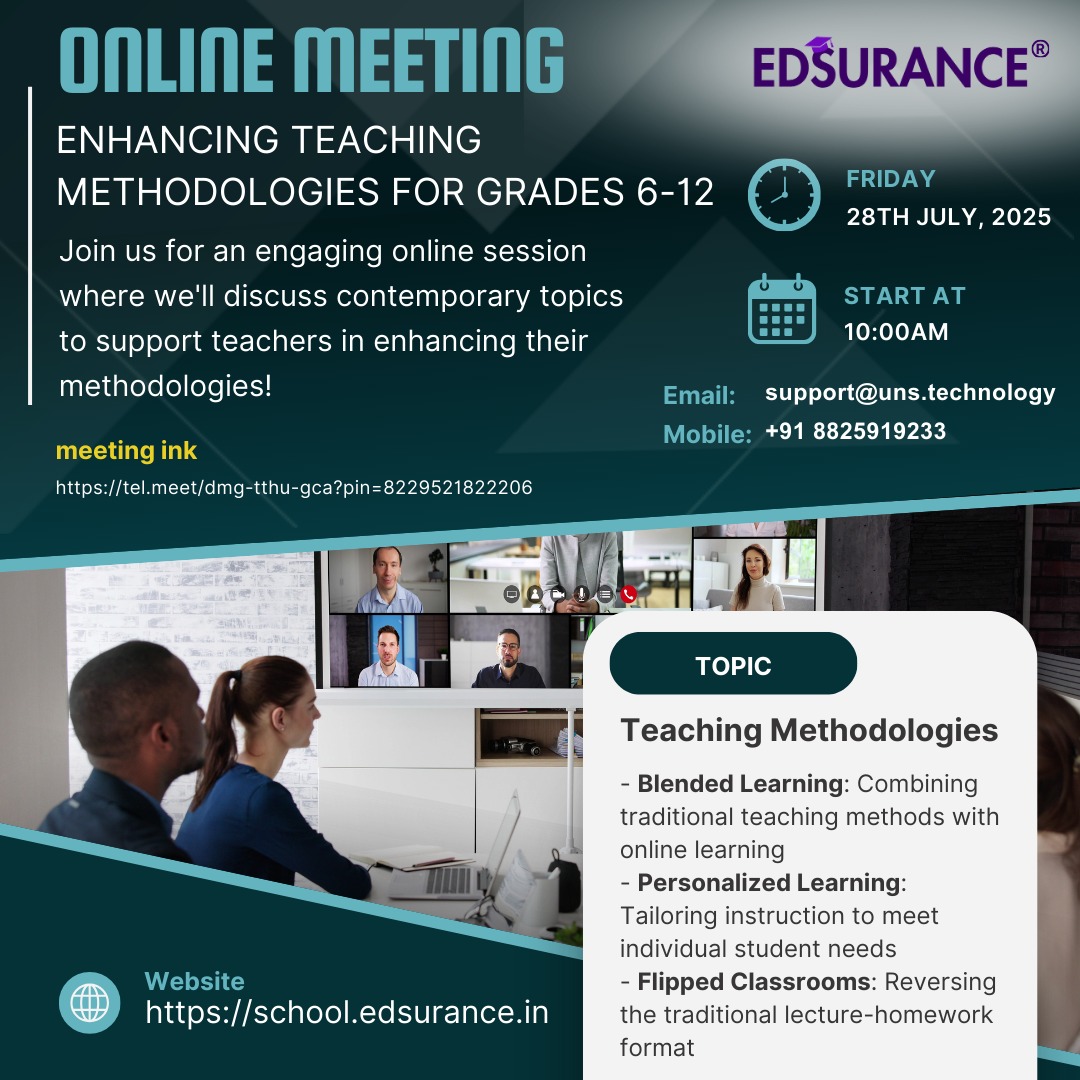 ONLINE MEETING
EDSURANCE®
ENHANCING TEACHING
METHODOLOGIES FOR GRADES 6-12
Join us for an engaging online session
where we'll discuss contemporary topics
to support teachers in enhancing their
methodologies!
FRIDAY
28TH JULY, 2025
START AT
10:00AM
Email: support@uns.technology
Mobile: +91 8825919233
meeting ink
https://tel.meet/dmg-tthu-gca?pin=8229521822206
TOPIC
Teaching Methodologies
- Blended Learning: Combining
traditional teaching methods with
online learning
- Personalized Learning:
Tailoring instruction to meet
individual student needs
- Flipped Classrooms: Reversing
the traditional lecture-homework
format
Website
https://school.edsurance.in